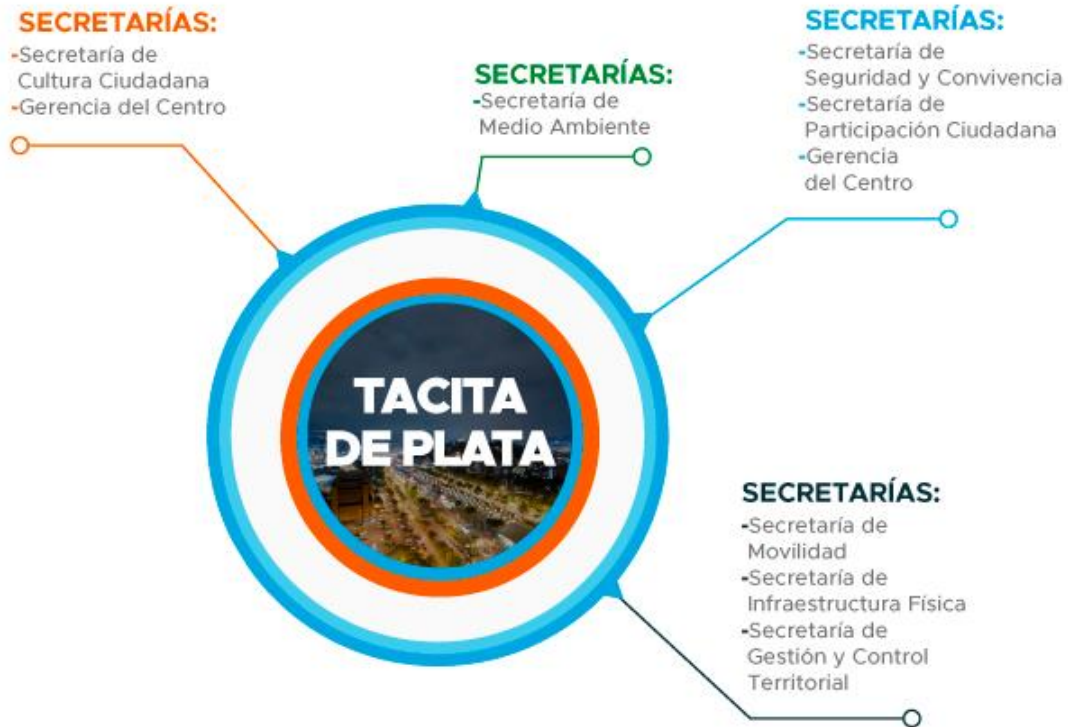 SECRETARÍAS:
-Secretaría de
Cultura Ciudadana
-Gerencia del Centro
SECRETARÍAS:
-Secretaría de
Medio Ambiente
SECRETARÍAS:
-Secretaría de
Seguridad y Convivencia
-Secretaría de
Participación Ciudadana
-Gerencia
del Centro
TACITA
DE PLATA
SECRETARÍAS:
-Secretaría de
Movilidad
-Secretaría de
Infraestructura Física
-Secretaría de
Gestión y Control
Territorial